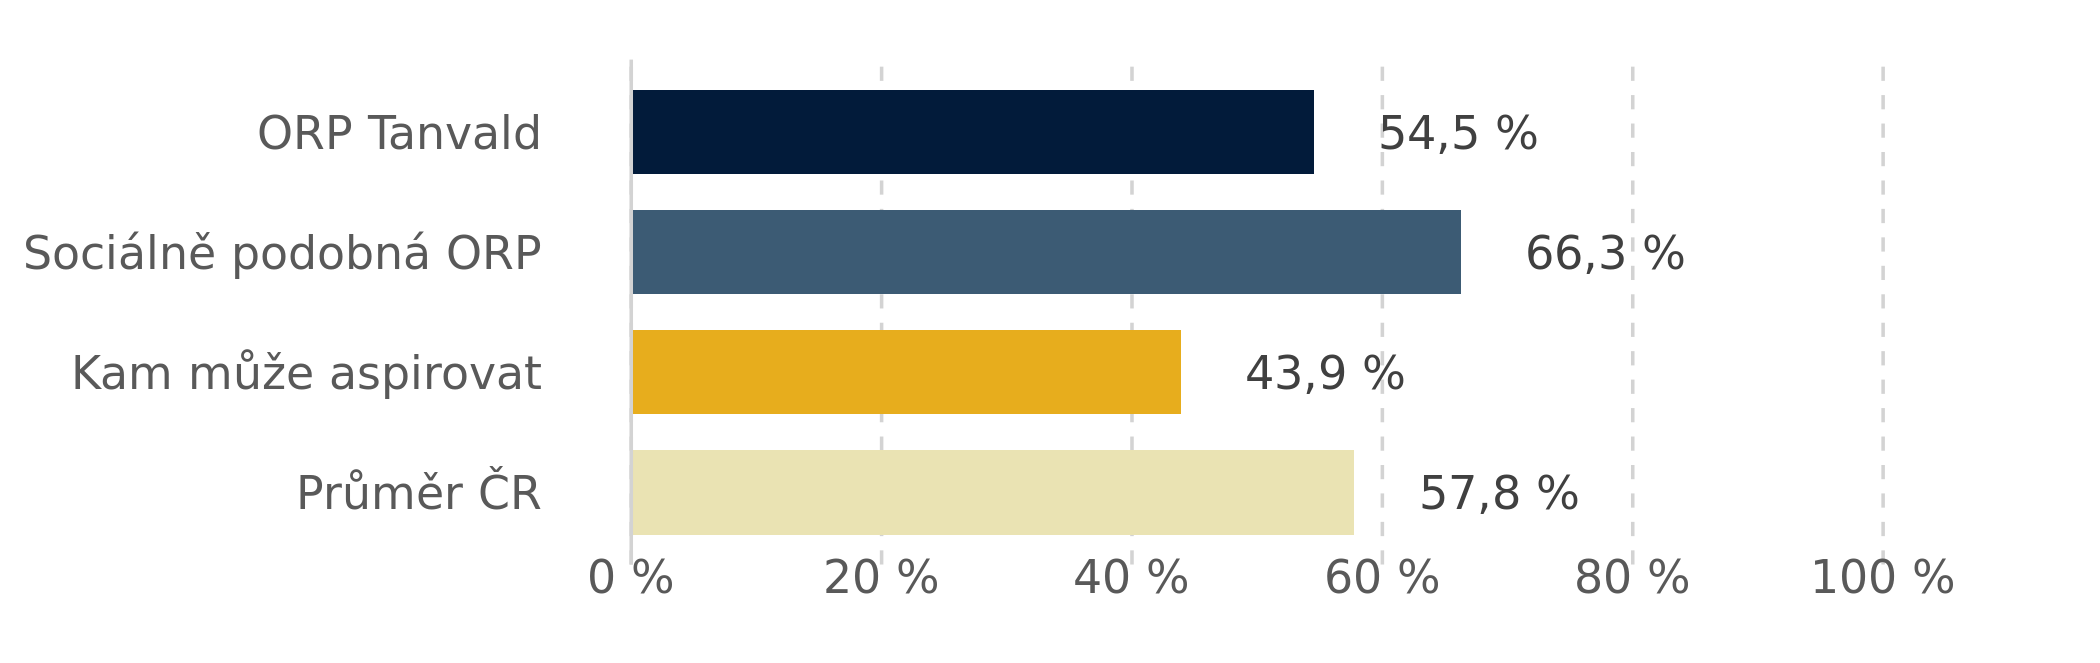 ORP Tanvald
54,5 %
Sociálně podobná ORP
66,3 %
Kam může aspirovat
43,9 %
Průměr ČR
57,8 %
0 %
20 %
40 %
60 %
80 %
100 %